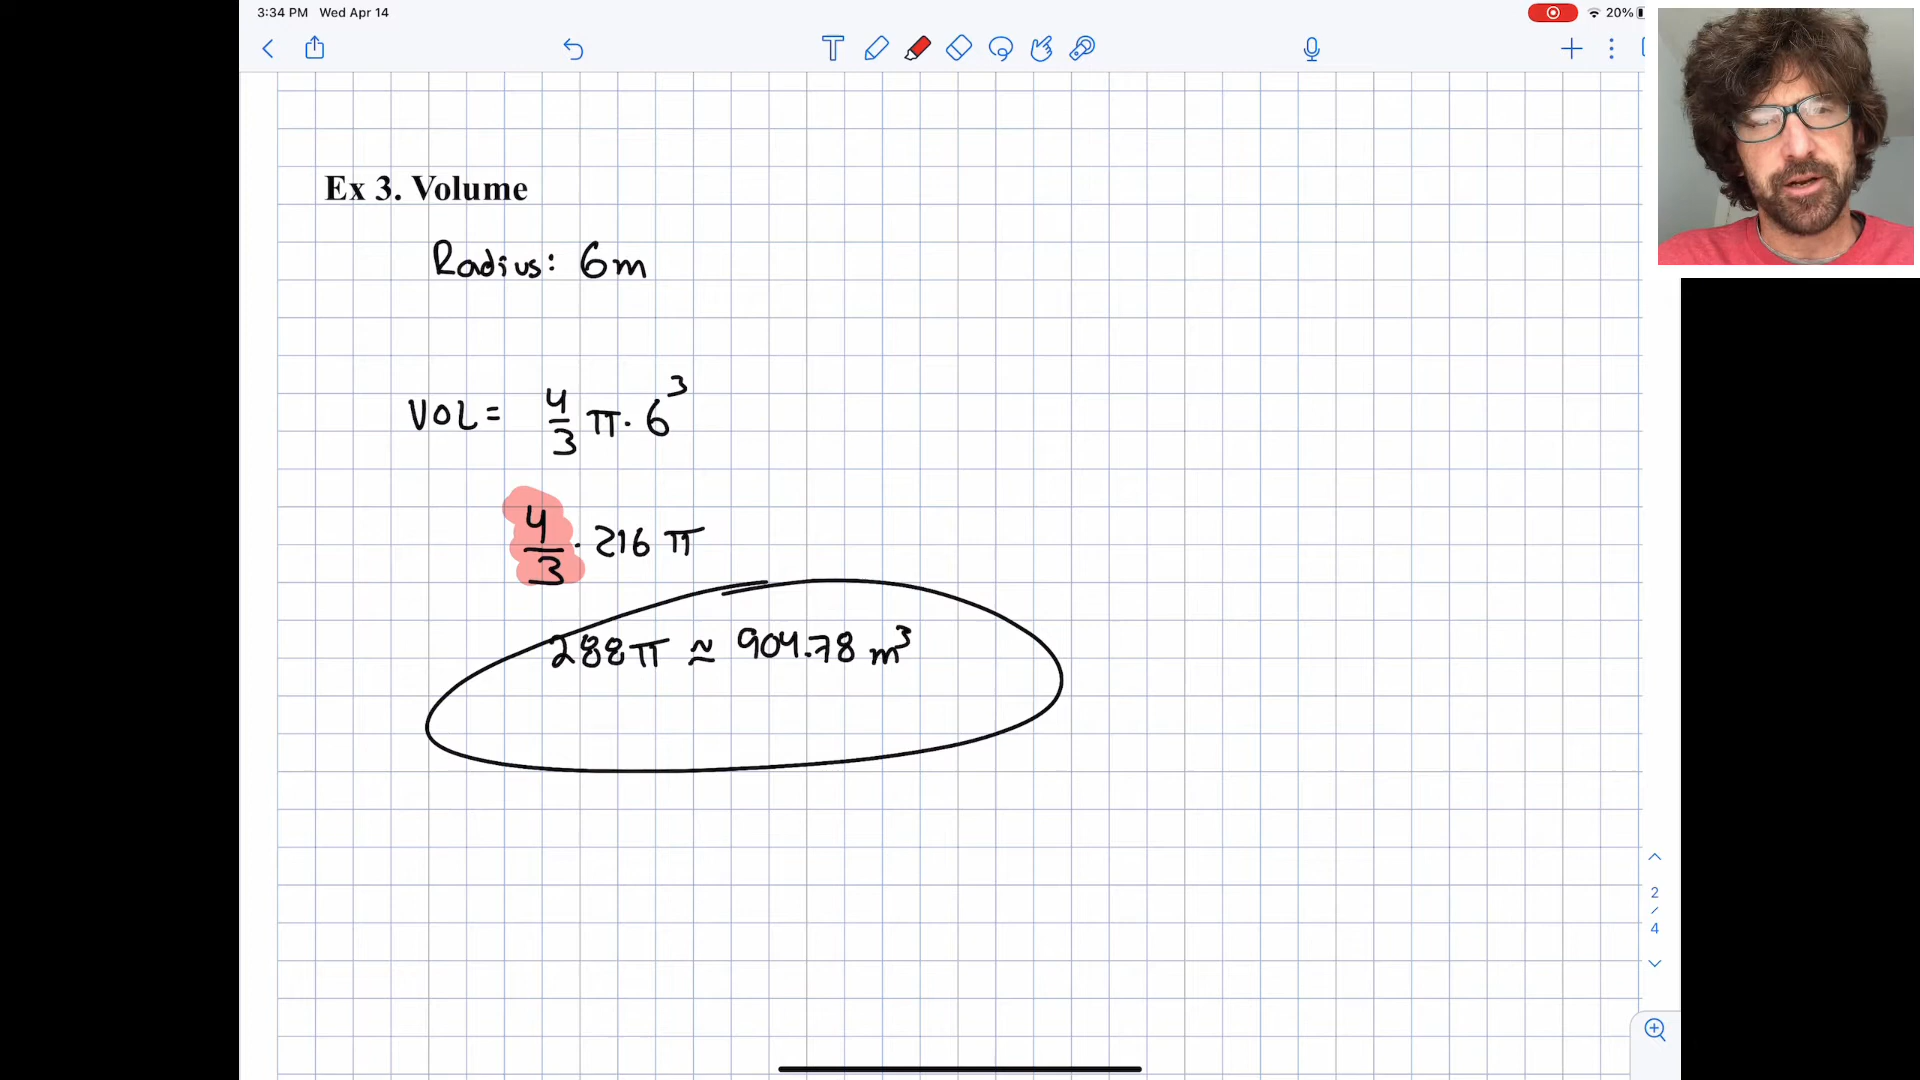 3:34 PM Wed Apr 14
20%
Ex 3. Volume
Radius: 6m
VOL = 4/3 π · 6³
4/3 · 216 π
288π ≈ 904.78 m³
2
/
4